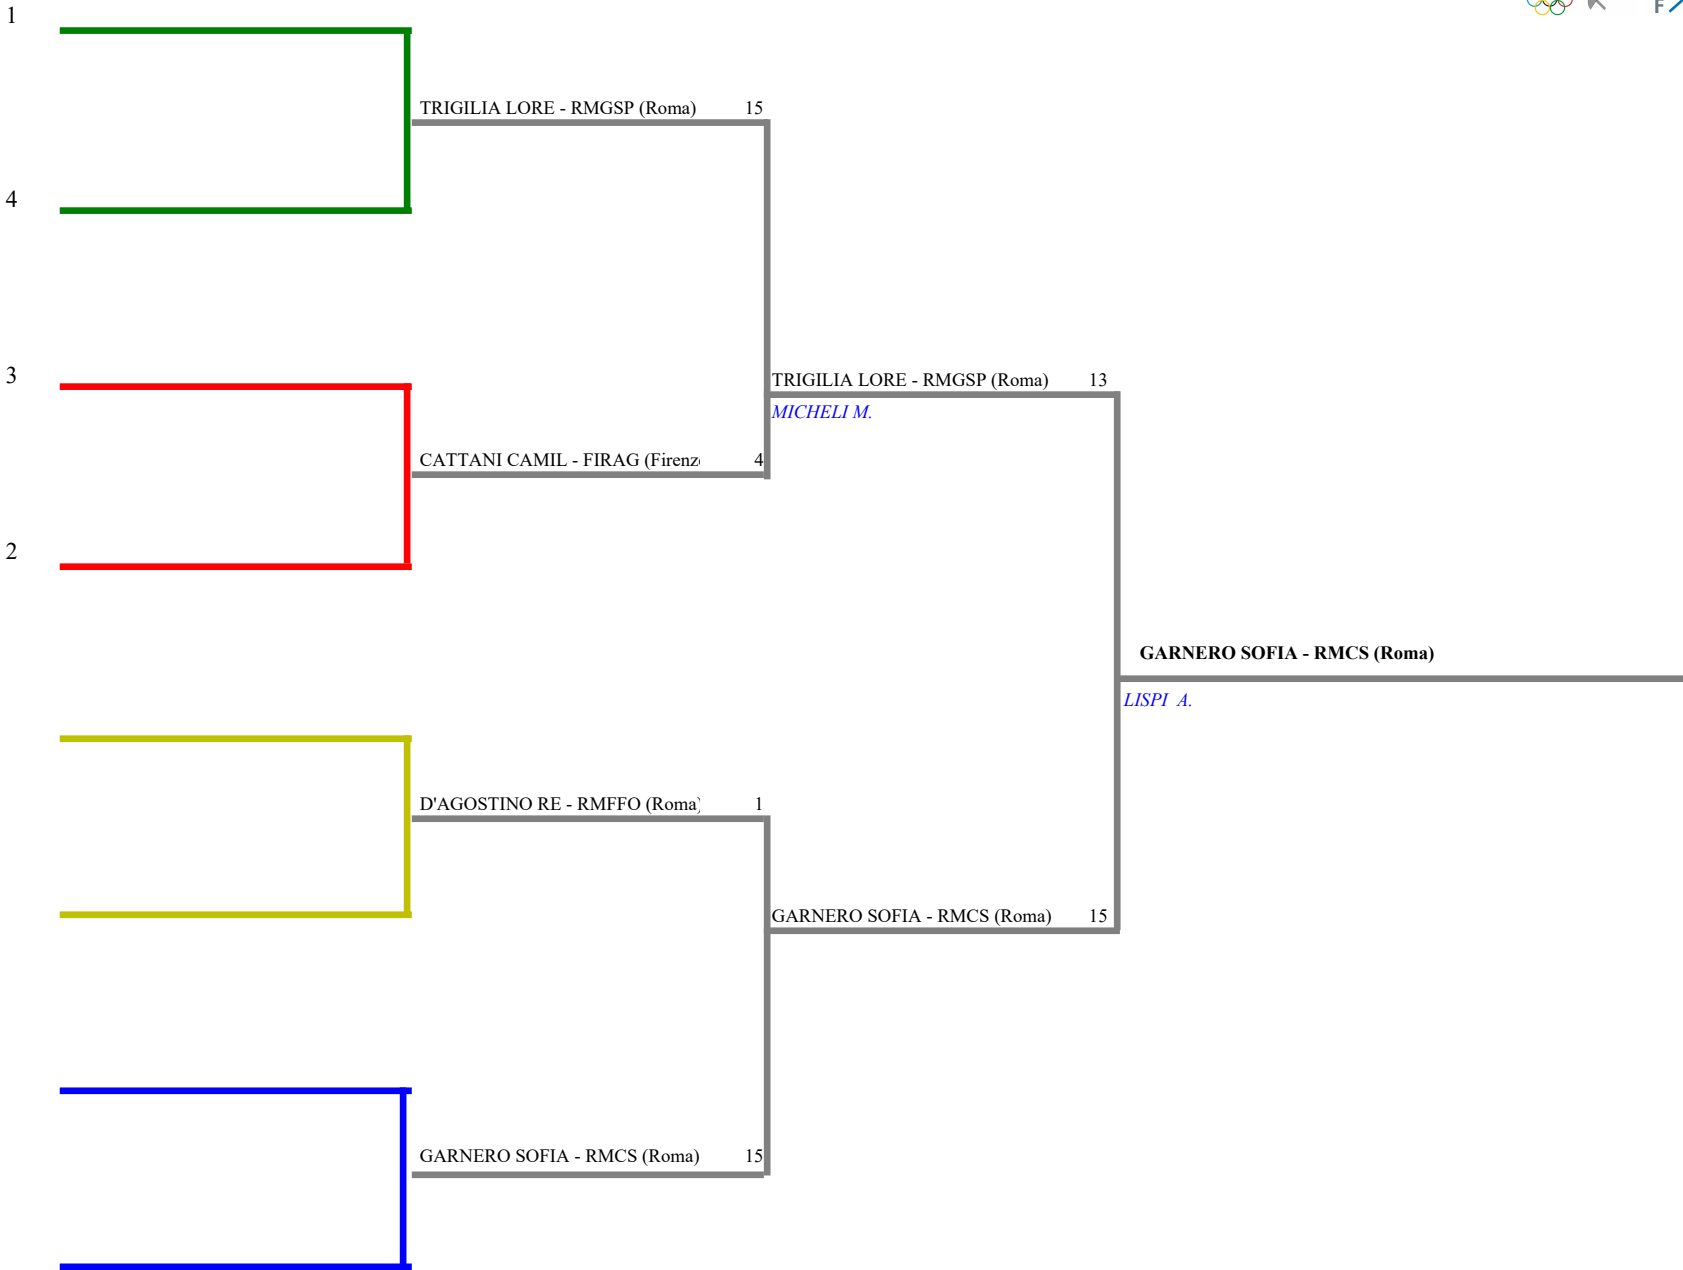 1
F
TRIGILIA LORE - RMGSP (Roma) 15
4
3
TRIGILIA LORE - RMGSP (Roma) 13
MICHELI M.
CATTANI CAMIL - FIRAG (Firenz 4
2
GARNERO SOFIA - RMCS (Roma)
LISPI A.
D'AGOSTINO RE - RMFFO (Roma) 1
GARNERO SOFIA - RMCS (Roma) 15
GARNERO SOFIA - RMCS (Roma) 15